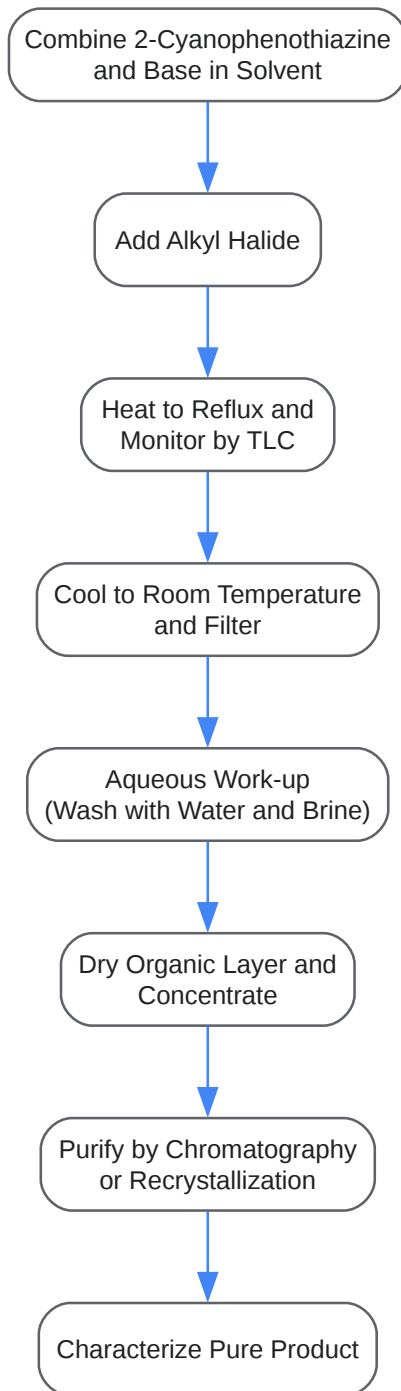 Combine 2-Cyanophenothiazine
and Base in Solvent
Add Alkyl Halide
Heat to Reflux and
Monitor by TLC
Cool to Room Temperature
and Filter
Aqueous Work-up
(Wash with Water and Brine)
Dry Organic Layer and
Concentrate
Purify by Chromatography
or Recrystallization
Characterize Pure Product